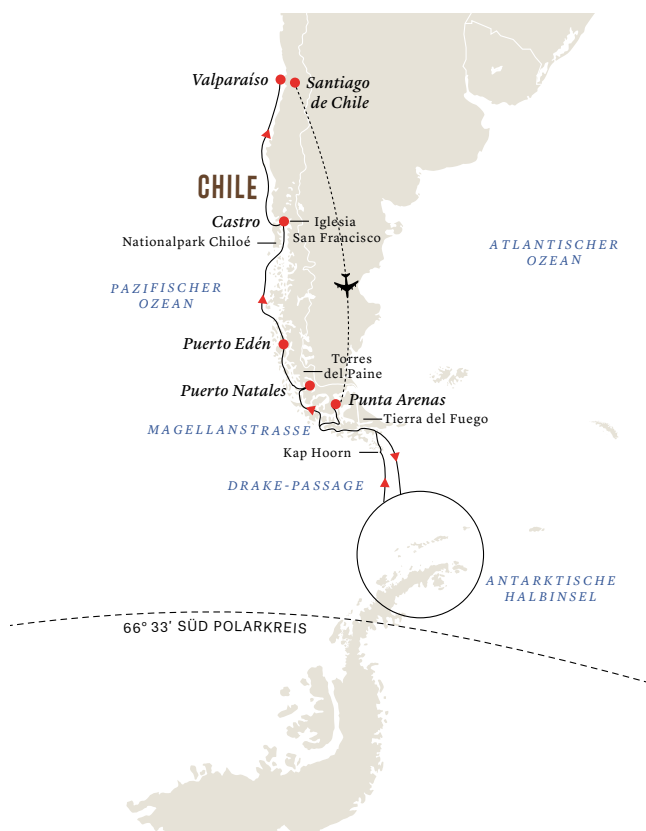 Valparaíso
Santiago
de Chile
CHILE
Castro
Iglesia
San Francisco
Nationalpark Chiloé
ATLANTISCHER
OZEAN
PAZIFISCHER
OZEAN
Puerto Edén
Torres
del Paine
Puerto Natales
Punta Arenas
Tierra del Fuego
MAGELLANSTRASSE
Kap Hoorn
DRAKE-PASSAGE
ANTARKTISCHE
HALBINSEL
66° 33' SÜD POLARKREIS